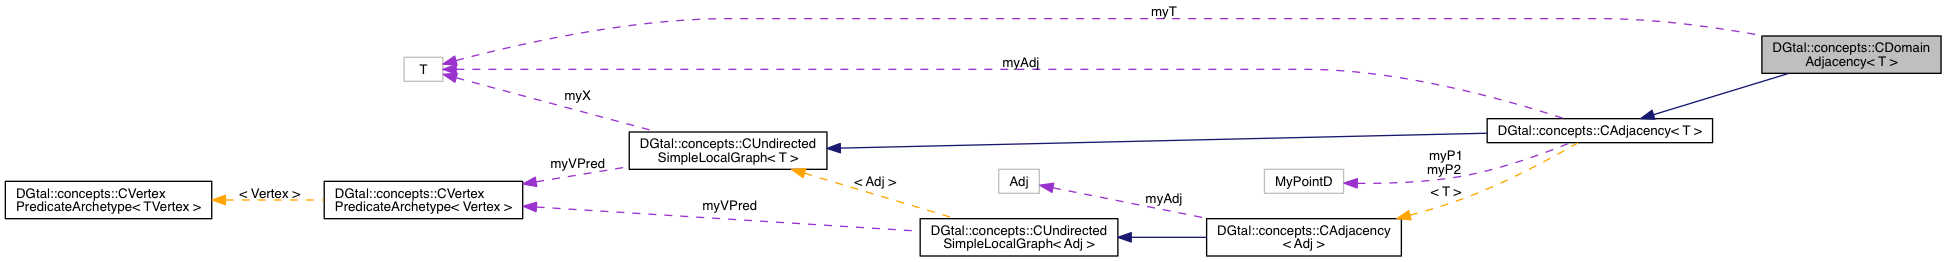 myT
DGtal::concepts::CDomain
Adjacency< T >
T
myAdj
myX
DGtal::concepts::CAdjacency< T >
DGtal::concepts::CUndirected
SimpleLocalGraph< T >
myVPred
myP1
myP2
DGtal::concepts::CVertex
PredicateArchetype< TVertex >
< Vertex >
DGtal::concepts::CVertex
PredicateArchetype< Vertex >
< Adj >
Adj
MyPointD
< T >
myAdj
myVPred
DGtal::concepts::CUndirected
SimpleLocalGraph< Adj >
DGtal::concepts::CAdjacency
< Adj >